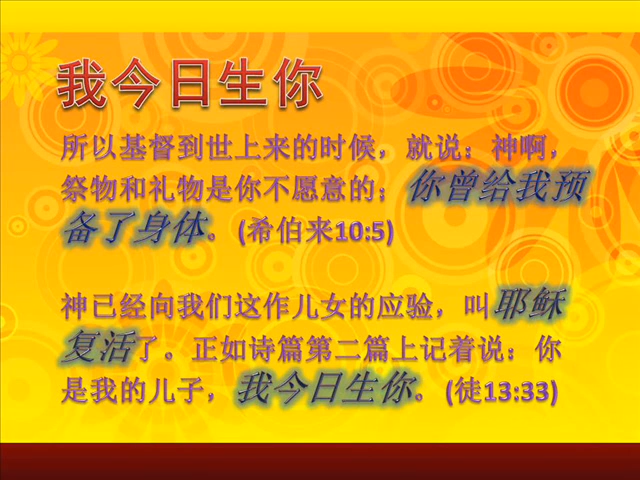 我今日生你
所以基督到世上来的时候，就说：神啊，
祭物和礼物是你不愿意的；你曾给我预
备了身体。(希伯来10:5)
神已经向我们这作儿女的应验，叫耶稣
复活了。正如诗篇第二篇上记着说：你
是我的儿子，我今日生你。(徒13:33)